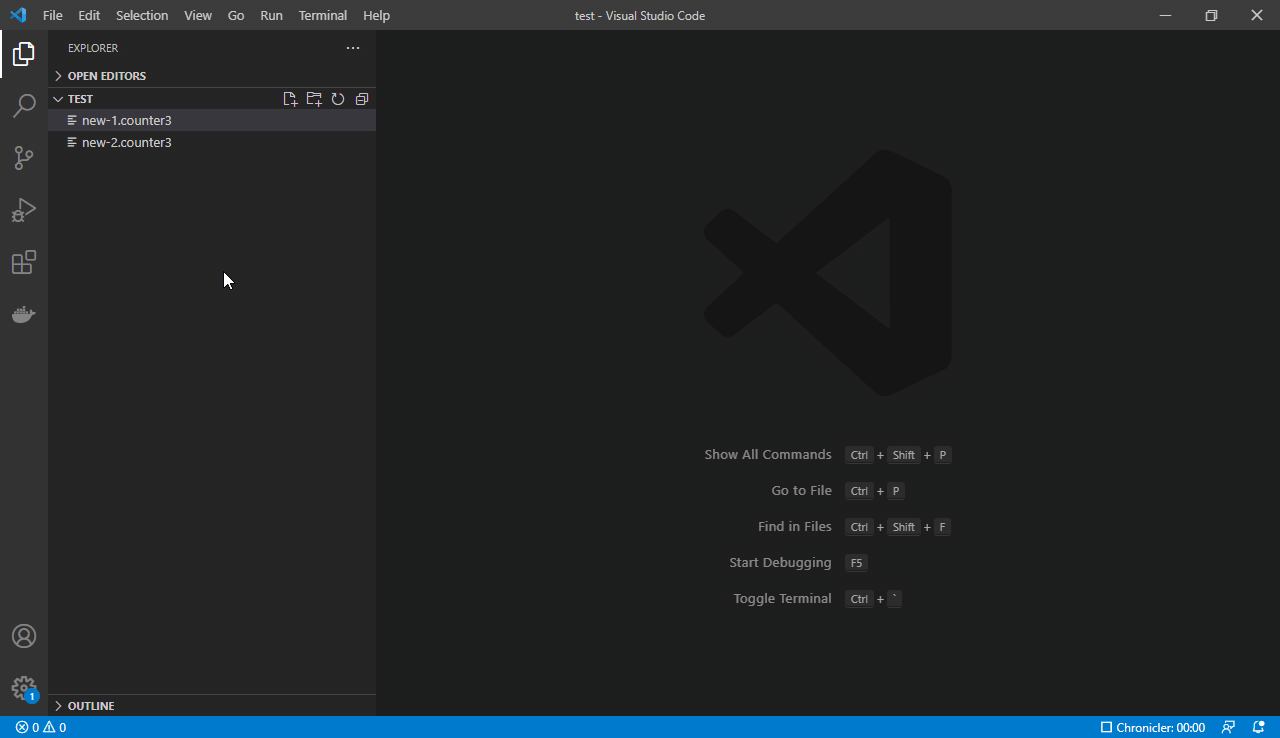 File Edit Selection View Go Run Terminal Help test - Visual Studio Code
EXPLORER
OPEN EDITORS
TEST
new-1.counter3
new-2.counter3
Show All Commands Ctrl + Shift + P
Go to File Ctrl + P
Find in Files Ctrl + Shift + F
Start Debugging F5
Toggle Terminal Ctrl + `
1
OUTLINE
0 0 Chronicler: 00:00